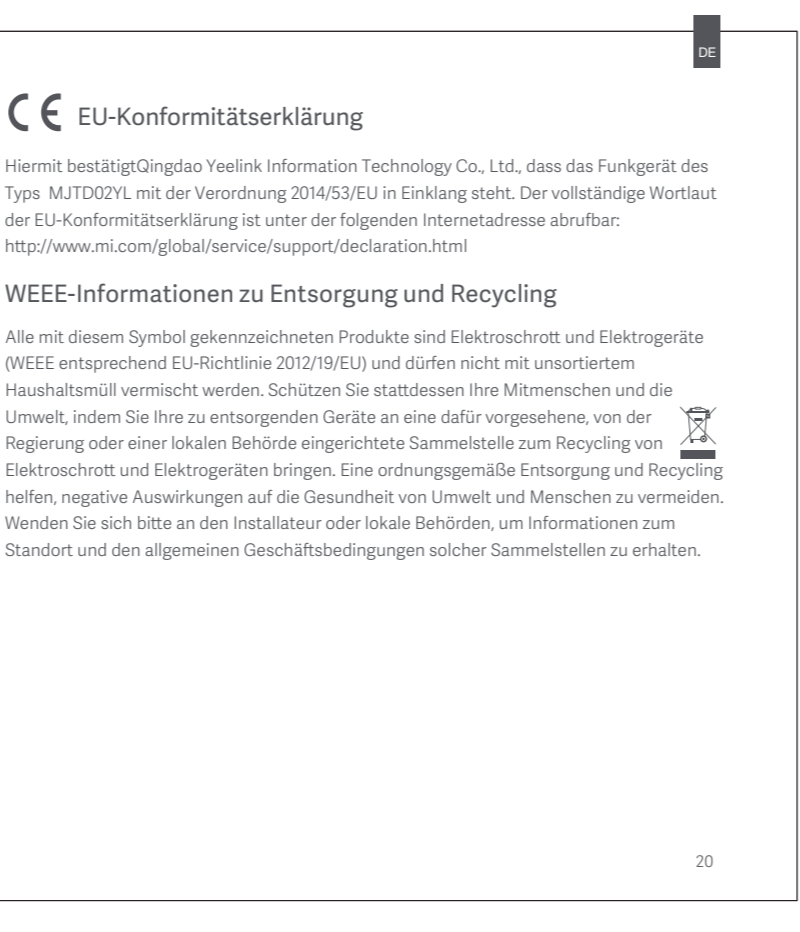 DE
CE EU-Konformitätserklärung
Hiermit bestätigtQingdao Yeelink Information Technology Co., Ltd., dass das Funkgerät des
Typs MJTD02YL mit der Verordnung 2014/53/EU in Einklang steht. Der vollständige Wortlaut
der EU-Konformitätserklärung ist unter der folgenden Internetadresse abrufbar:
http://www.mi.com/global/service/support/declaration.html
WEEE-Informationen zu Entsorgung und Recycling
Alle mit diesem Symbol gekennzeichneten Produkte sind Elektroschrott und Elektrogeräte
(WEEE entsprechend EU-Richtlinie 2012/19/EU) und dürfen nicht mit unsortiertem
Haushaltsmüll vermischt werden. Schützen Sie stattdessen Ihre Mitmenschen und die
Umwelt, indem Sie Ihre zu entsorgenden Geräte an eine dafür vorgesehene, von der
Regierung oder einer lokalen Behörde eingerichtete Sammelstelle zum Recycling von
Elektroschrott und Elektrogeräten bringen. Eine ordnungsgemäße Entsorgung und Recycling
helfen, negative Auswirkungen auf die Gesundheit von Umwelt und Menschen zu vermeiden.
Wenden Sie sich bitte an den Installateur oder lokale Behörden, um Informationen zum
Standort und den allgemeinen Geschäftsbedingungen solcher Sammelstellen zu erhalten.
20